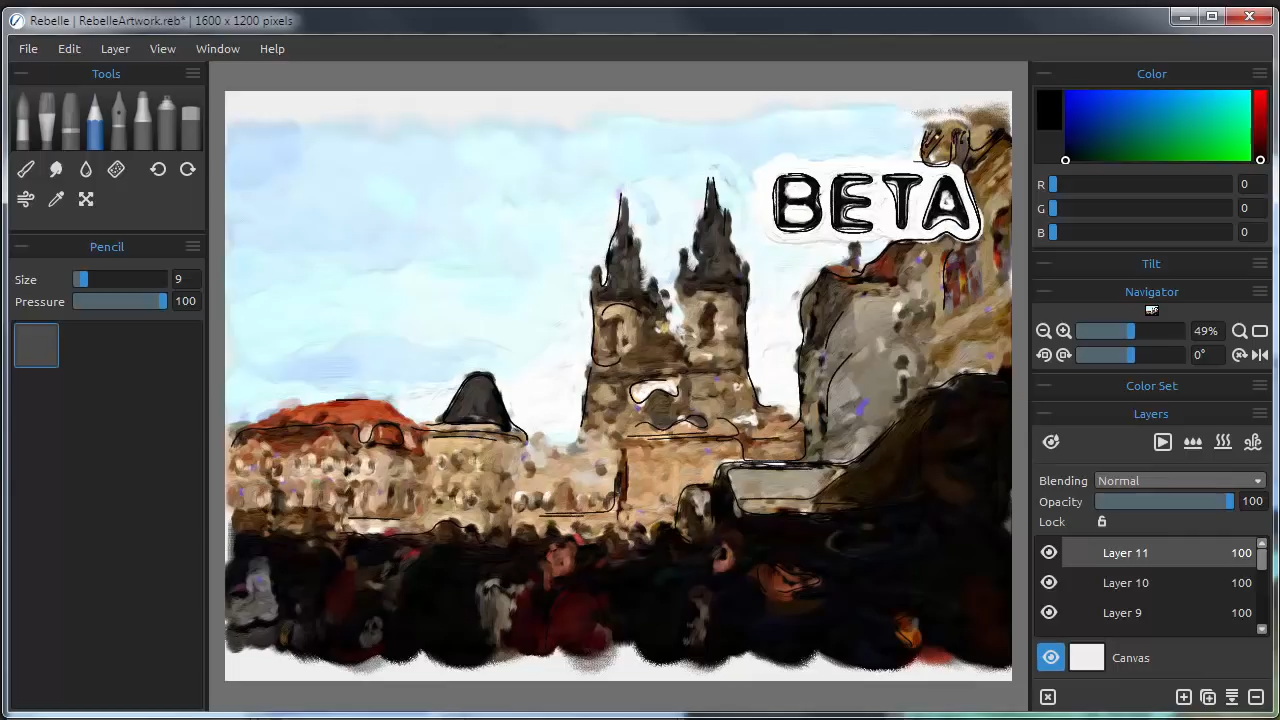 Rebelle | RebelleArtwork.reb* | 1600 x 1200 pixels
File Edit Layer View Window Help
Tools
Pencil
Size 9
Pressure 100
BETA
Color
R 0
G 0
B 0
Tilt
Navigator
49%
0°
Color Set
Layers
Blending Normal
Opacity 100
Lock
Layer 11 100
Layer 10 100
Layer 9 100
Canvas